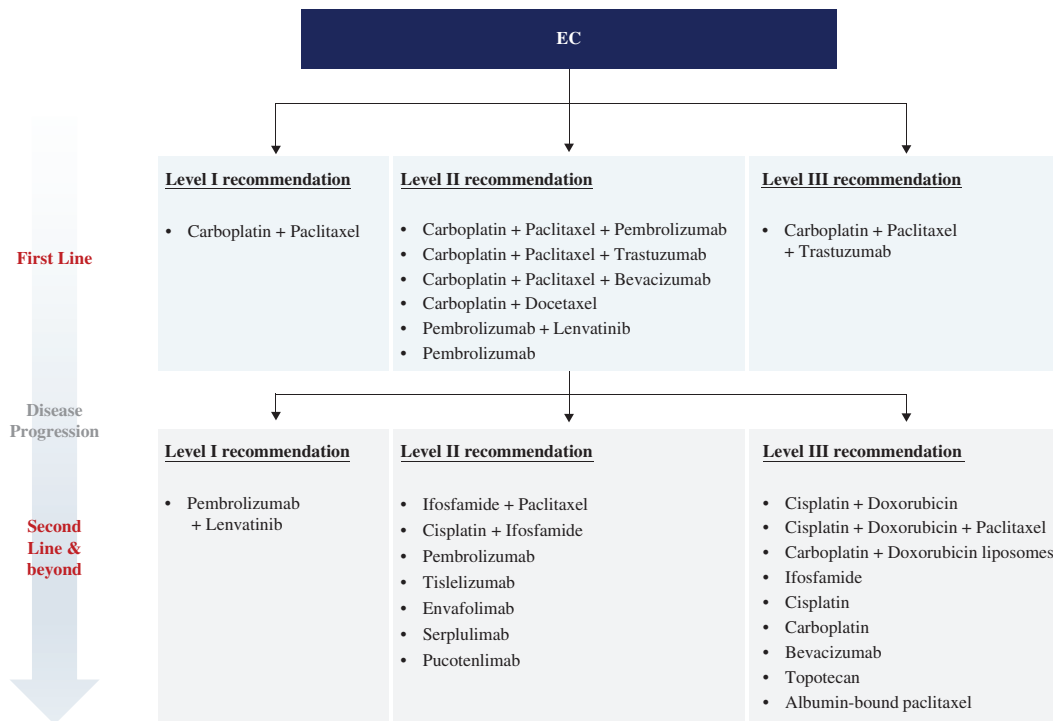 EC
First Line
Level I recommendation
• Carboplatin + Paclitaxel
Level II recommendation
• Carboplatin + Paclitaxel + Pembrolizumab
• Carboplatin + Paclitaxel + Trastuzumab
• Carboplatin + Paclitaxel + Bevacizumab
• Carboplatin + Docetaxel
• Pembrolizumab + Lenvatinib
• Pembrolizumab
Level III recommendation
• Carboplatin + Paclitaxel
+ Trastuzumab
Disease
Progression
Second
Line &
beyond
Level I recommendation
• Pembrolizumab
+ Lenvatinib
Level II recommendation
• Ifosfamide + Paclitaxel
• Cisplatin + Ifosfamide
• Pembrolizumab
• Tislelizumab
• Envafolimab
• Serplulimab
• Pucotenlimab
Level III recommendation
• Cisplatin + Doxorubicin
• Cisplatin + Doxorubicin + Paclitaxel
• Carboplatin + Doxorubicin liposomes
• Ifosfamide
• Cisplatin
• Carboplatin
• Bevacizumab
• Topotecan
• Albumin-bound paclitaxel